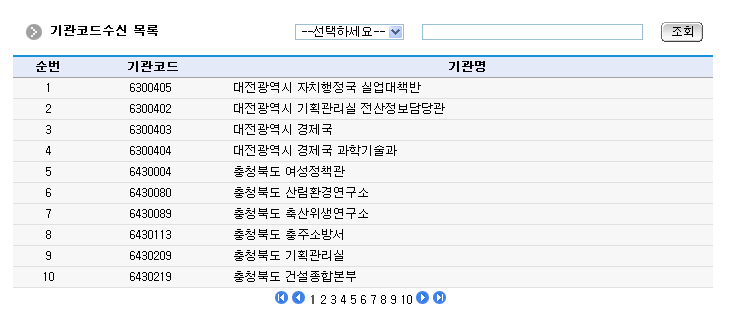 기관코드수신 목록 --선택하세요-- 조회
순번 기관코드 기관명
1 6300405 대전광역시 자치행정국 실업대책반
2 6300402 대전광역시 기획관리실 전산정보담당관
3 6300403 대전광역시 경제국
4 6300404 대전광역시 경제국 과학기술과
5 6430004 충청북도 여성정책관
6 6430080 충청북도 산림환경연구소
7 6430089 충청북도 축산위생연구소
8 6430113 충청북도 충주소방서
9 6430209 충청북도 기획관리실
10 6430219 충청북도 건설종합본부
1 2 3 4 5 6 7 8 9 10